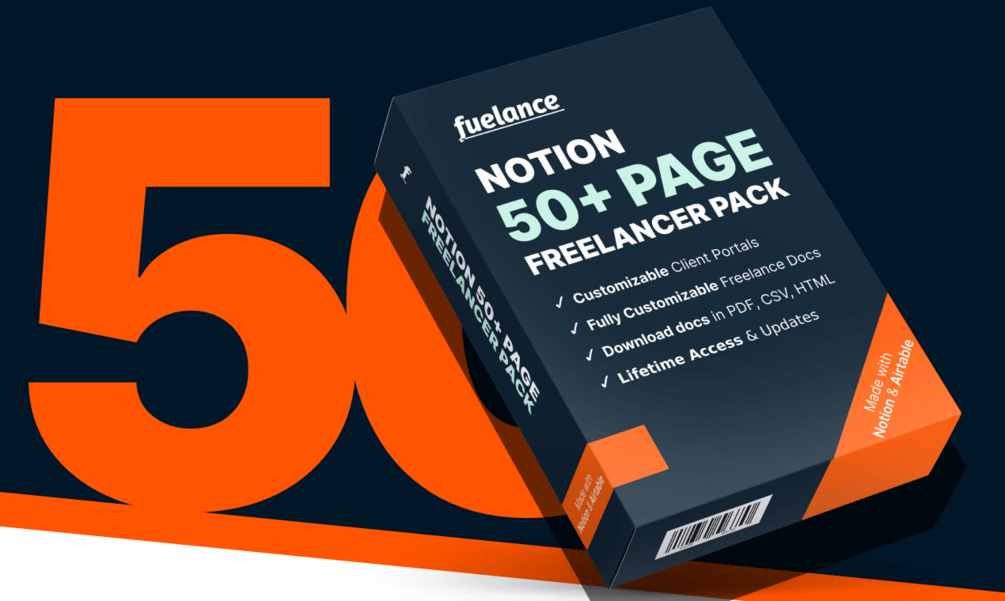 50
fuelance
NOTION
50+ PAGE
FREELANCER PACK
✓ Customizable Client Portals
✓ Fully Customizable Freelance Docs
✓ Download docs in PDF, CSV, HTML
✓ Lifetime Access & Updates
Made with
Notion & Airtable
f
NOTION 50+ PAGE
FREELANCER PACK
Made with
Notion & Airtable